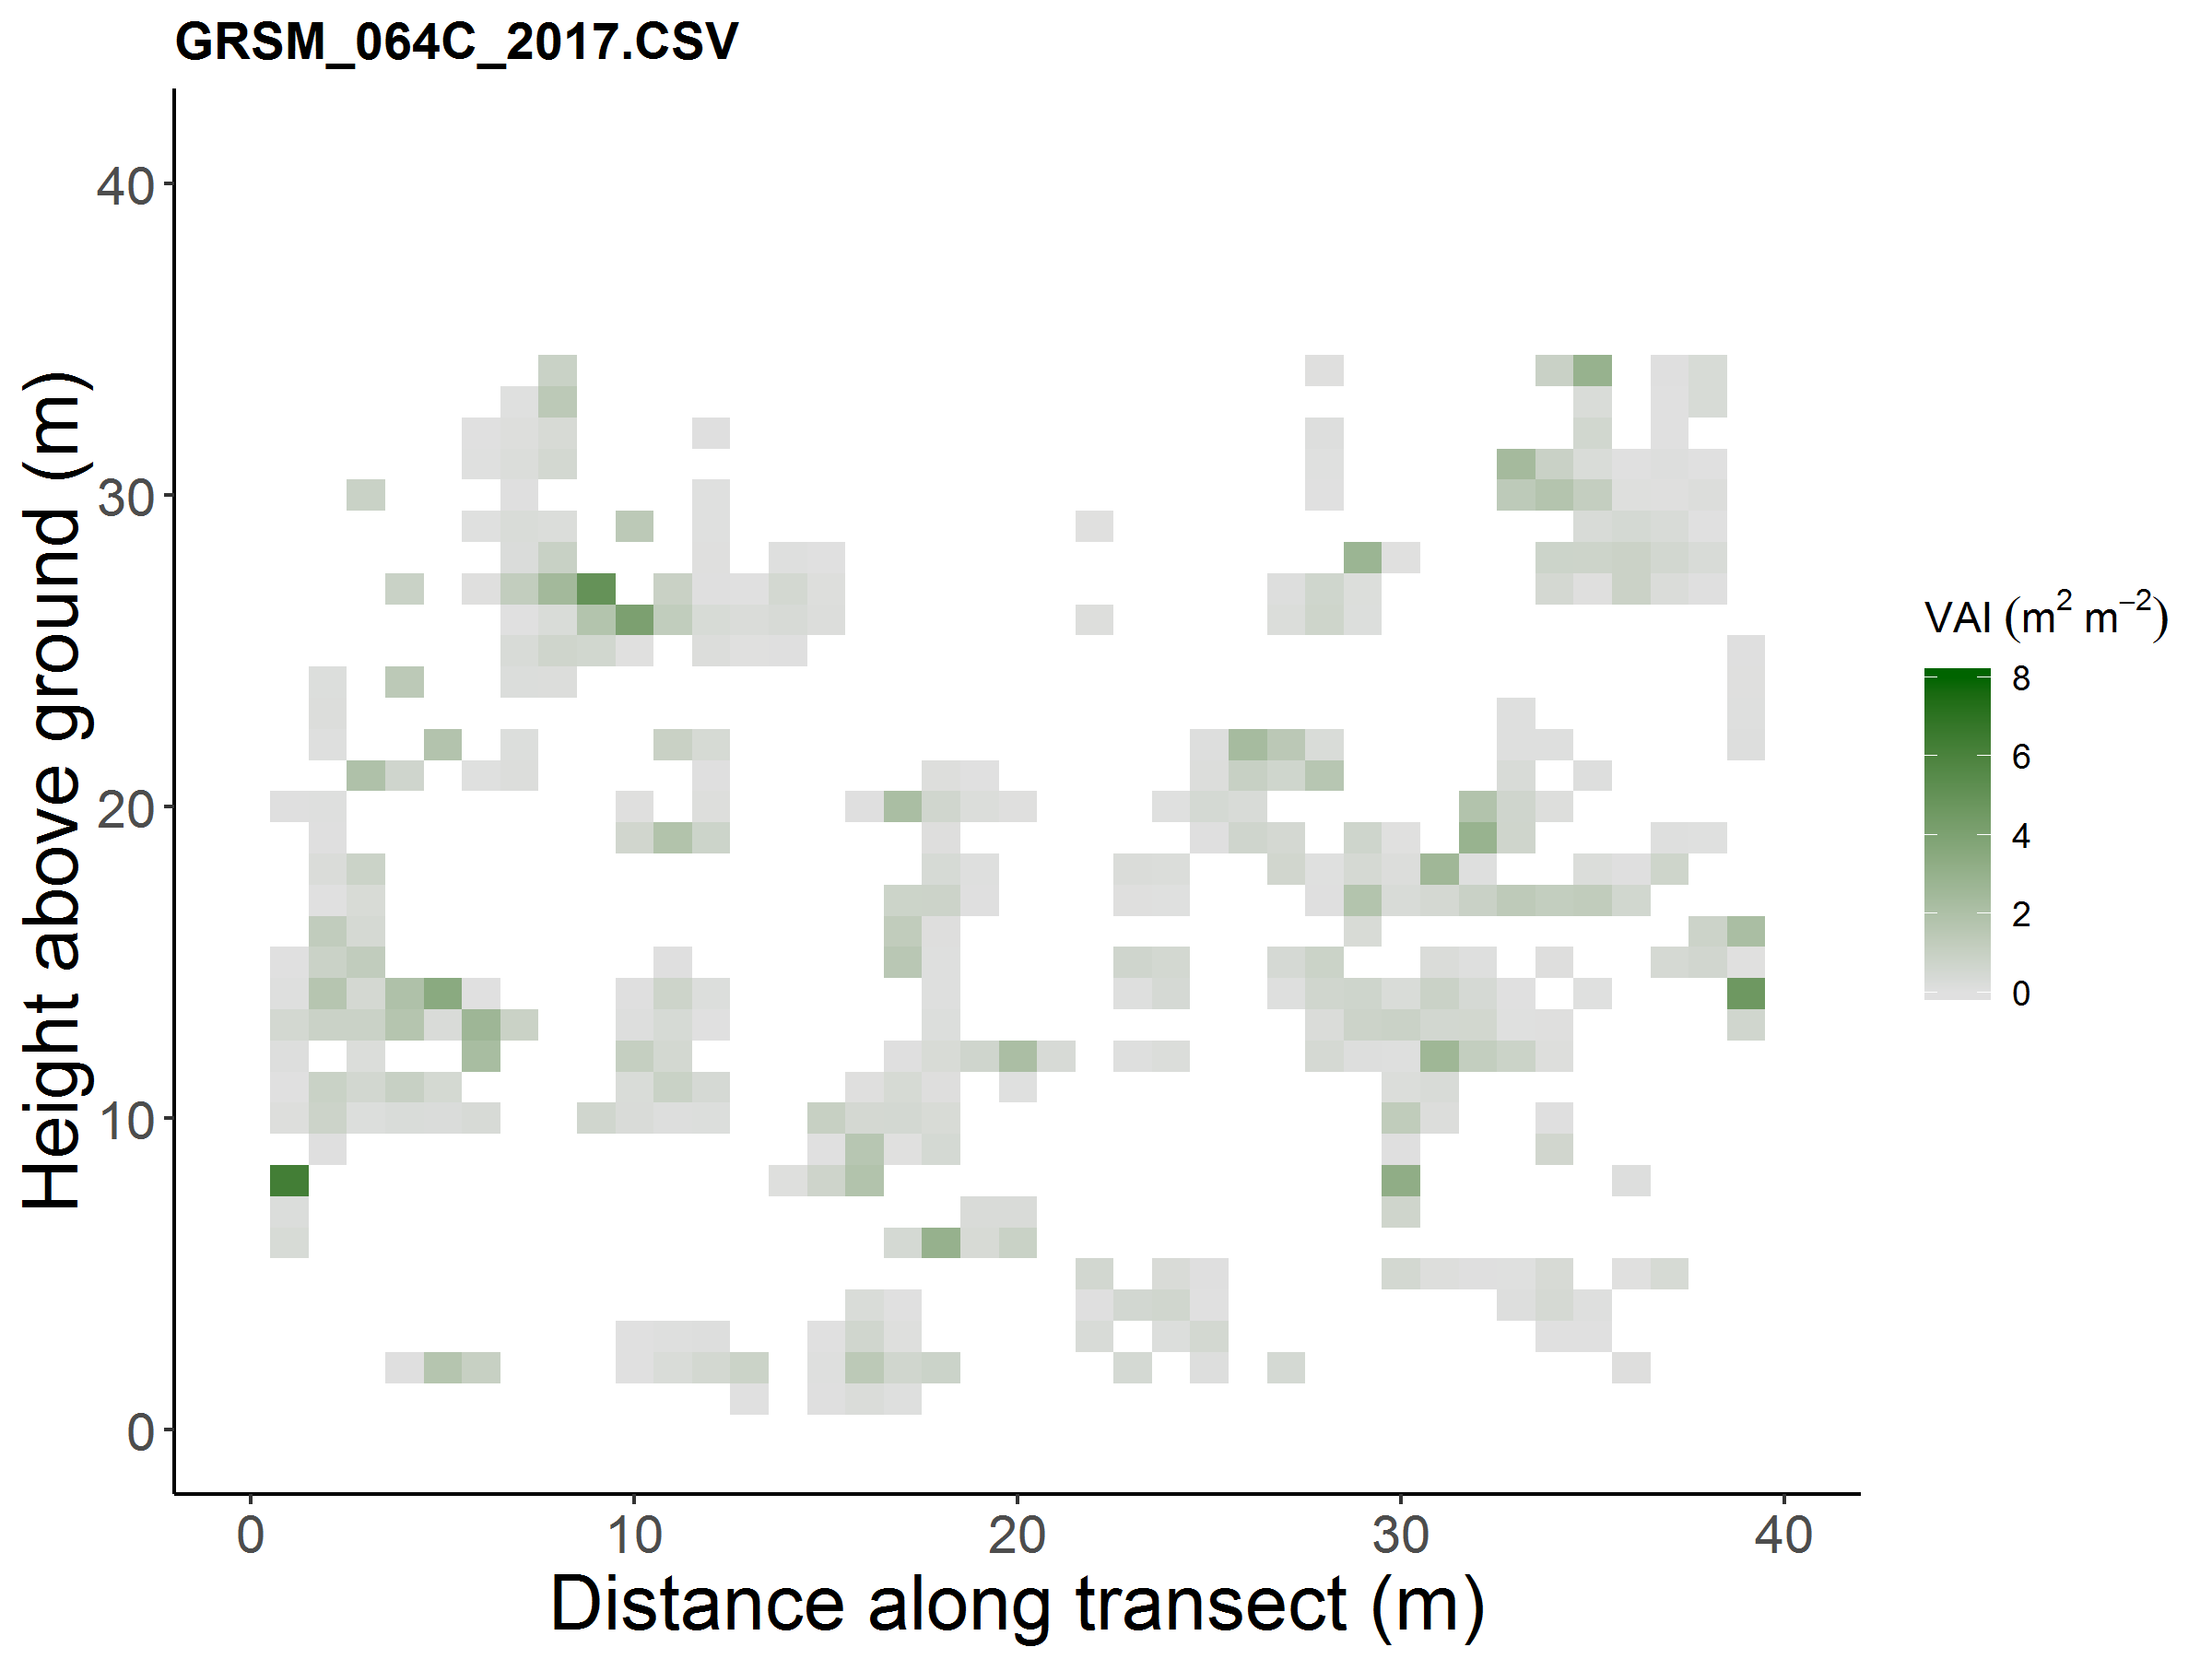 GRSM_064C_2017.CSV
Height above ground (m)
40
30
20
10
0
0 10 20 30 40
Distance along transect (m)
VAI (m² m⁻²)
8
6
4
2
0